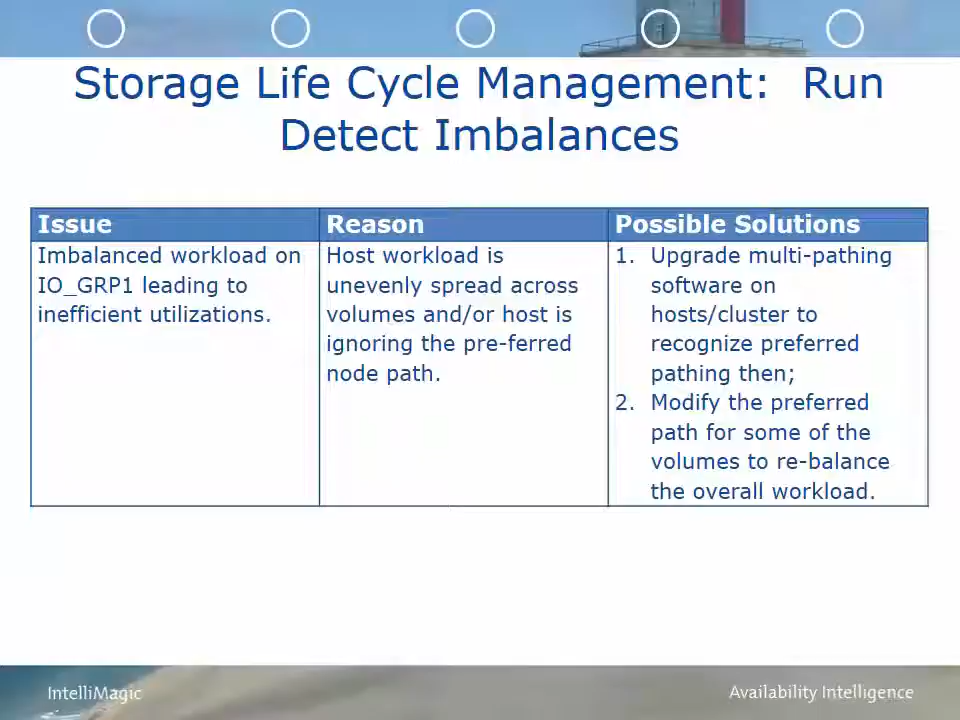 Storage Life Cycle Management:  Run
Detect Imbalances
Issue
Imbalanced workload on
IO_GRP1 leading to
inefficient utilizations.
Reason
Host workload is
unevenly spread across
volumes and/or host is
ignoring the pre-ferred
node path.
Possible Solutions
1. Upgrade multi-pathing
software on
hosts/cluster to
recognize preferred
pathing then;
2. Modify the preferred
path for some of the
volumes to re-balance
the overall workload.
IntelliMagic
Availability Intelligence